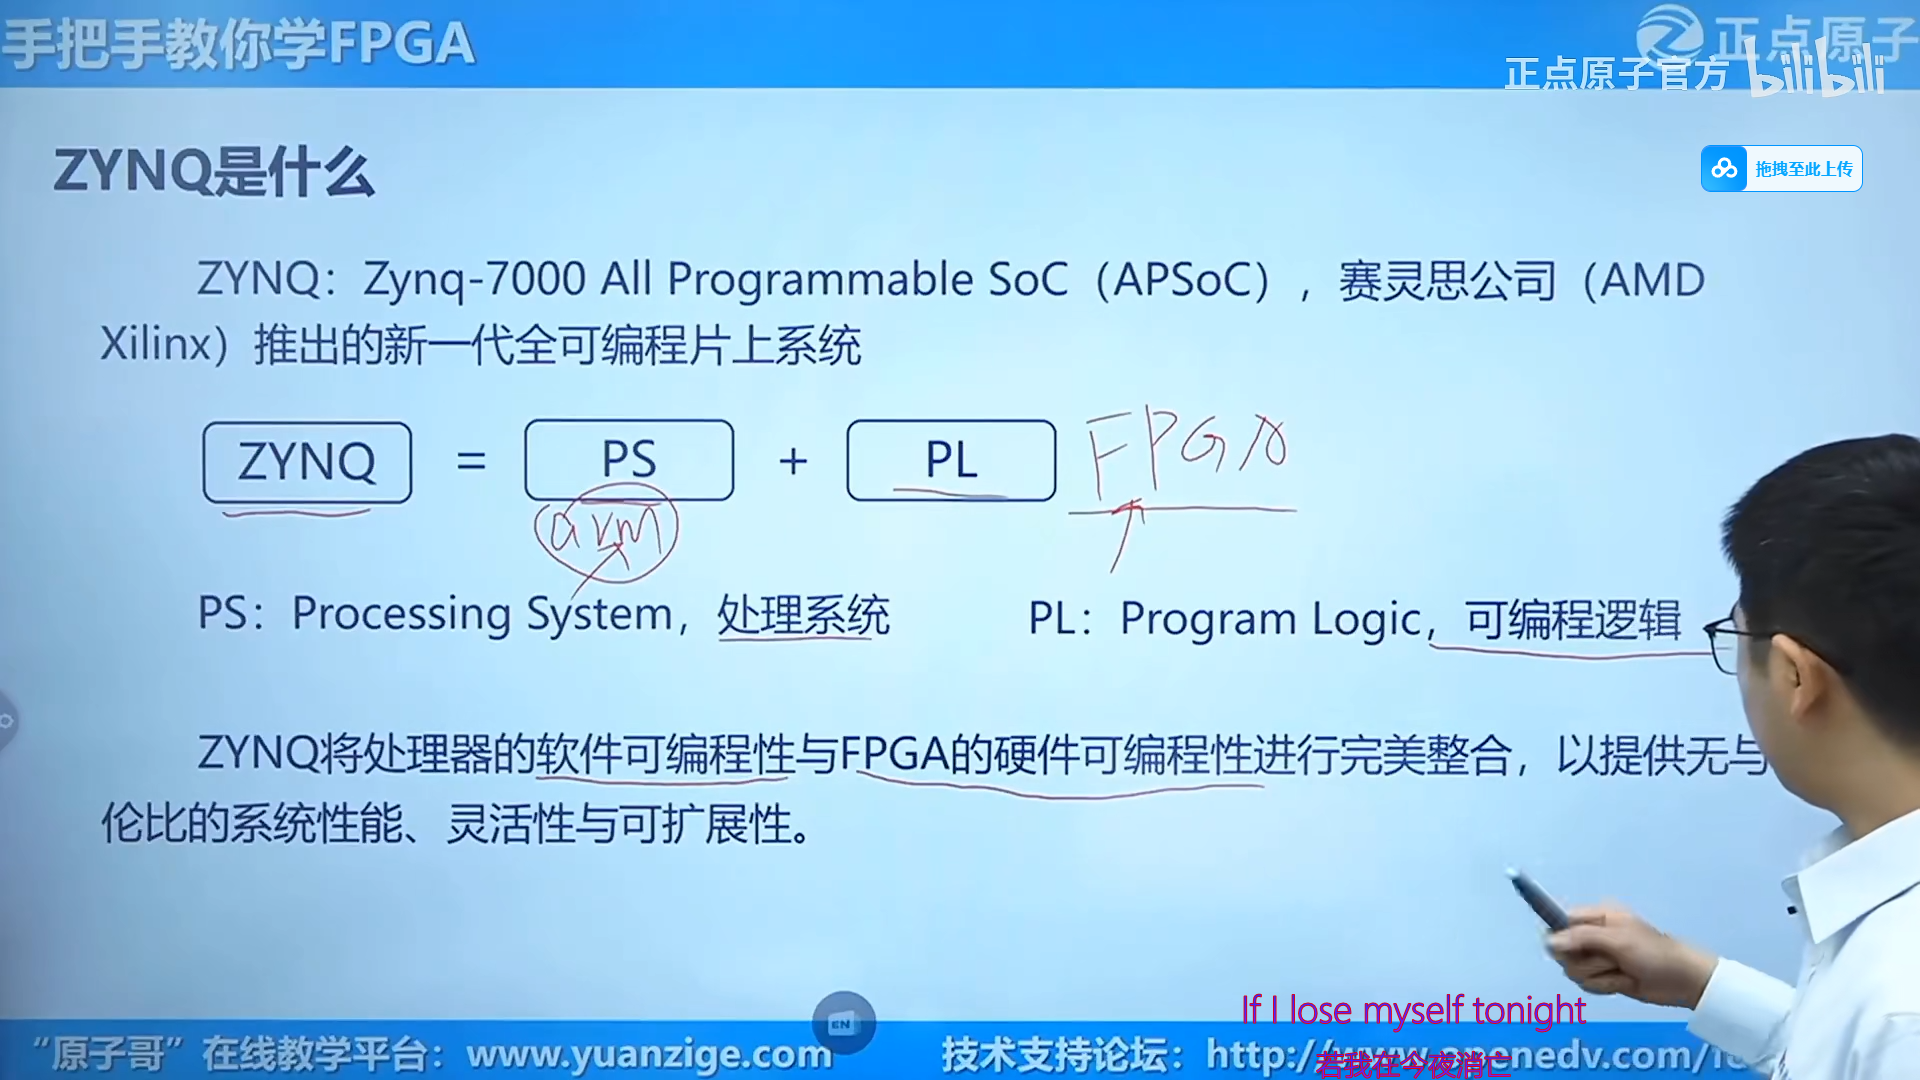 手把手教你学FPGA
正点原子
正点原子官方 bilibili
拖拽至此上传
ZYNQ是什么
ZYNQ：Zynq-7000 All Programmable SoC（APSoC），赛灵思公司（AMD
Xilinx）推出的新一代全可编程片上系统
ZYNQ = PS + PL FPGA
arm
PS：Processing System，处理系统 PL：Program Logic，可编程逻辑
ZYNQ将处理器的软件可编程性与FPGA的硬件可编程性进行完美整合，以提供无与
伦比的系统性能、灵活性与可扩展性。
EN
If I lose myself tonight
“原子哥”在线教学平台：www.yuanzige.com 技术支持论坛：http://www.openedv.com/
若我在今夜消亡